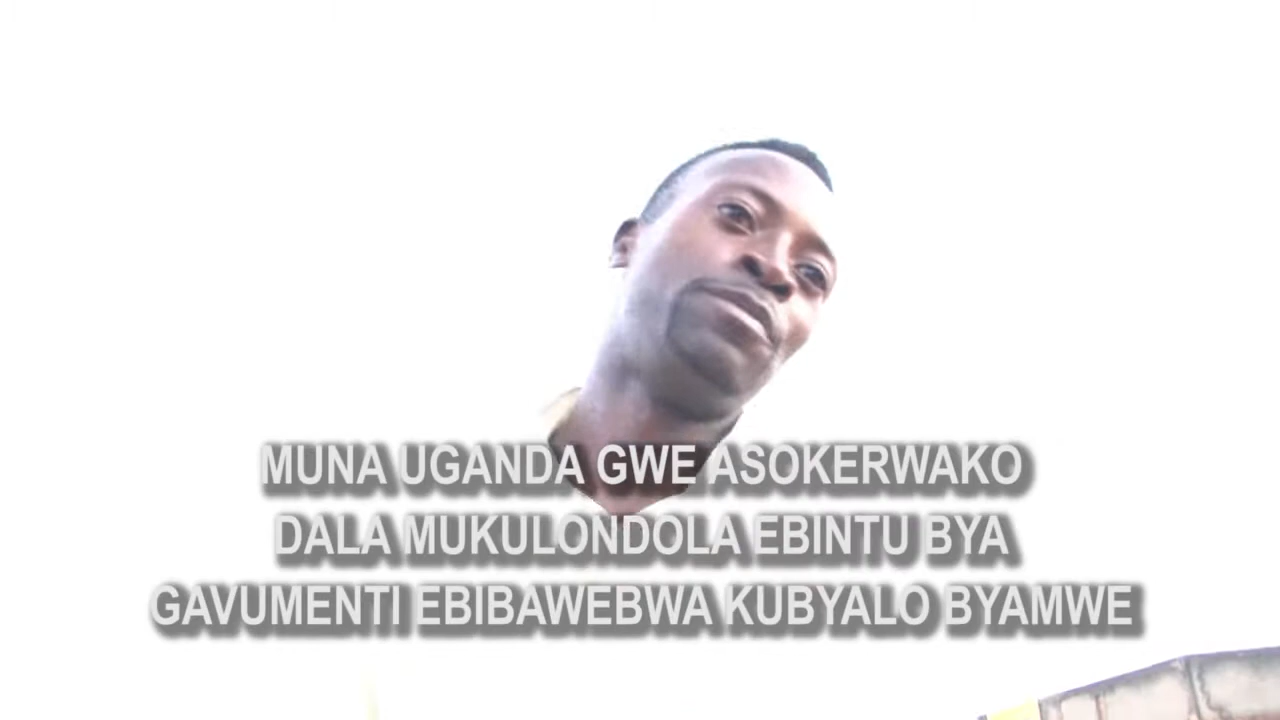 MUNA UGANDA GWE ASOKERWAKO
DALA MUKULONDOLA EBINTU BYA
GAVUMENTI EBIBAWEBWA KUBYALO BYAMWE